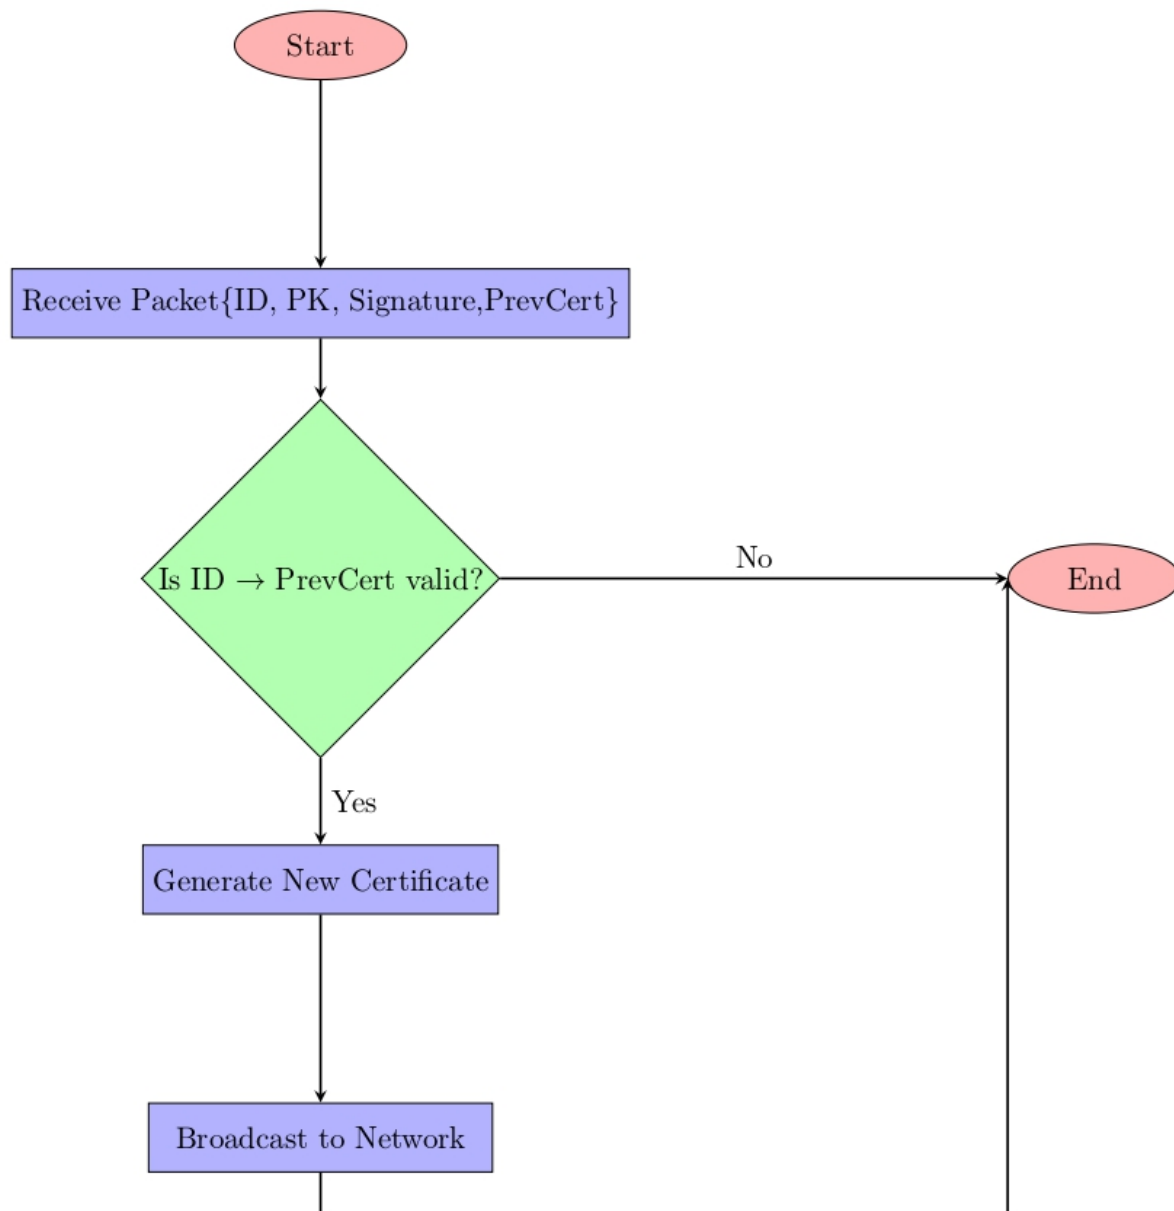 Start
Receive Packet{ID, PK, Signature,PrevCert}
Is ID → PrevCert valid?
No
End
Yes
Generate New Certificate
Broadcast to Network